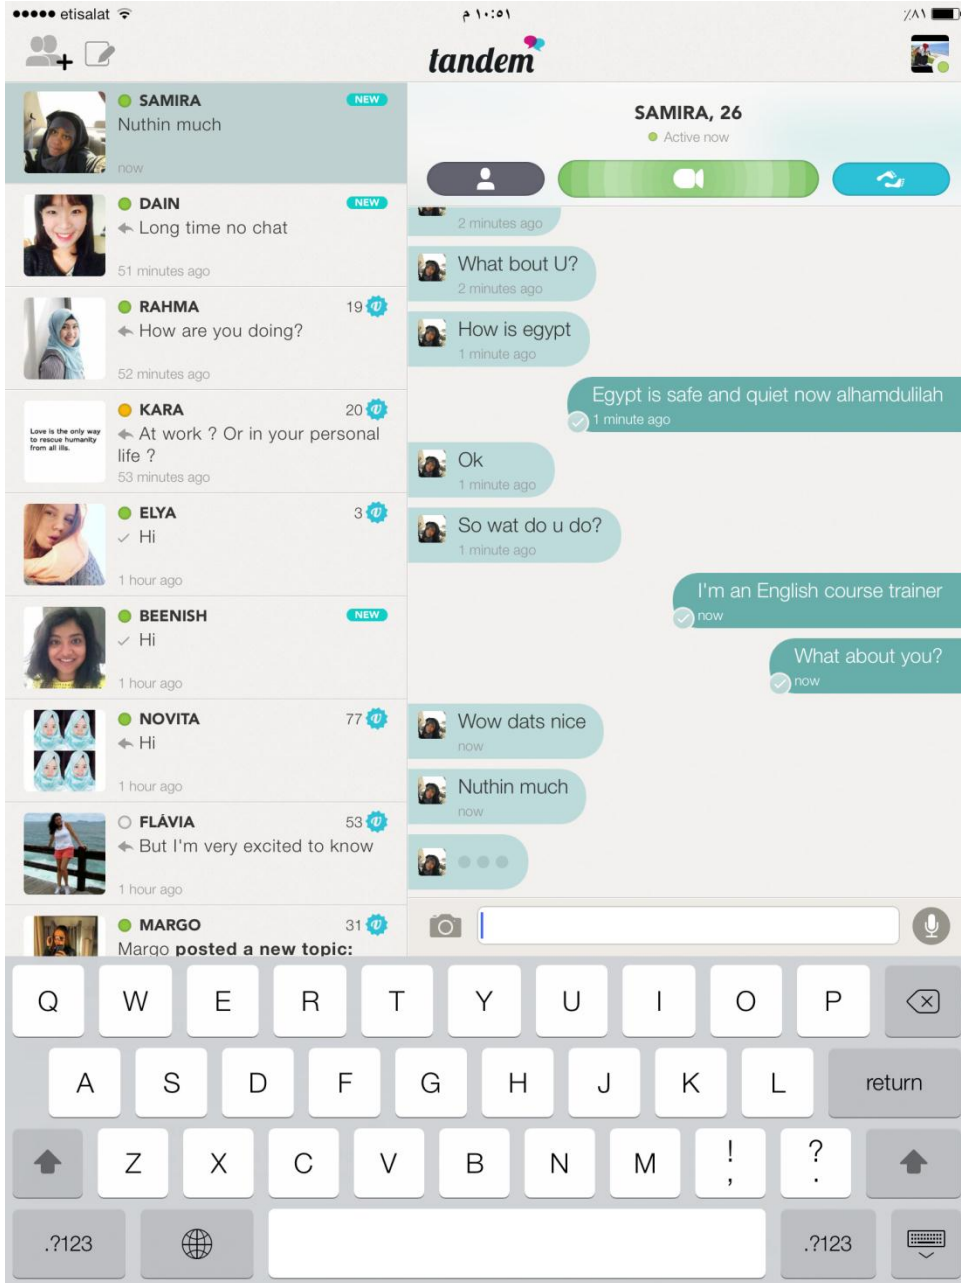 etisalat
١٠:٥١ م
٪٨١
tandem
SAMIRA NEW
Nuthin much
now
DAIN NEW
Long time no chat
51 minutes ago
RAHMA 19
How are you doing?
52 minutes ago
Love is the only way
to rescue humanity
from all ills.
KARA 20
At work ? Or in your personal
life ?
53 minutes ago
ELYA 3
Hi
1 hour ago
BEENISH NEW
Hi
1 hour ago
NOVITA 77
Hi
1 hour ago
FLÁVIA 53
But I'm very excited to know
1 hour ago
MARGO 31
Margo posted a new topic:
SAMIRA, 26
Active now
2 minutes ago
What bout U?
2 minutes ago
How is egypt
1 minute ago
Egypt is safe and quiet now alhamdulilah
1 minute ago
Ok
1 minute ago
So wat do u do?
1 minute ago
I'm an English course trainer
now
What about you?
now
Wow dats nice
now
Nuthin much
now
Q W E R T Y U I O P
A S D F G H J K L return
Z X C V B N M ! , ? .
.?123 .?123